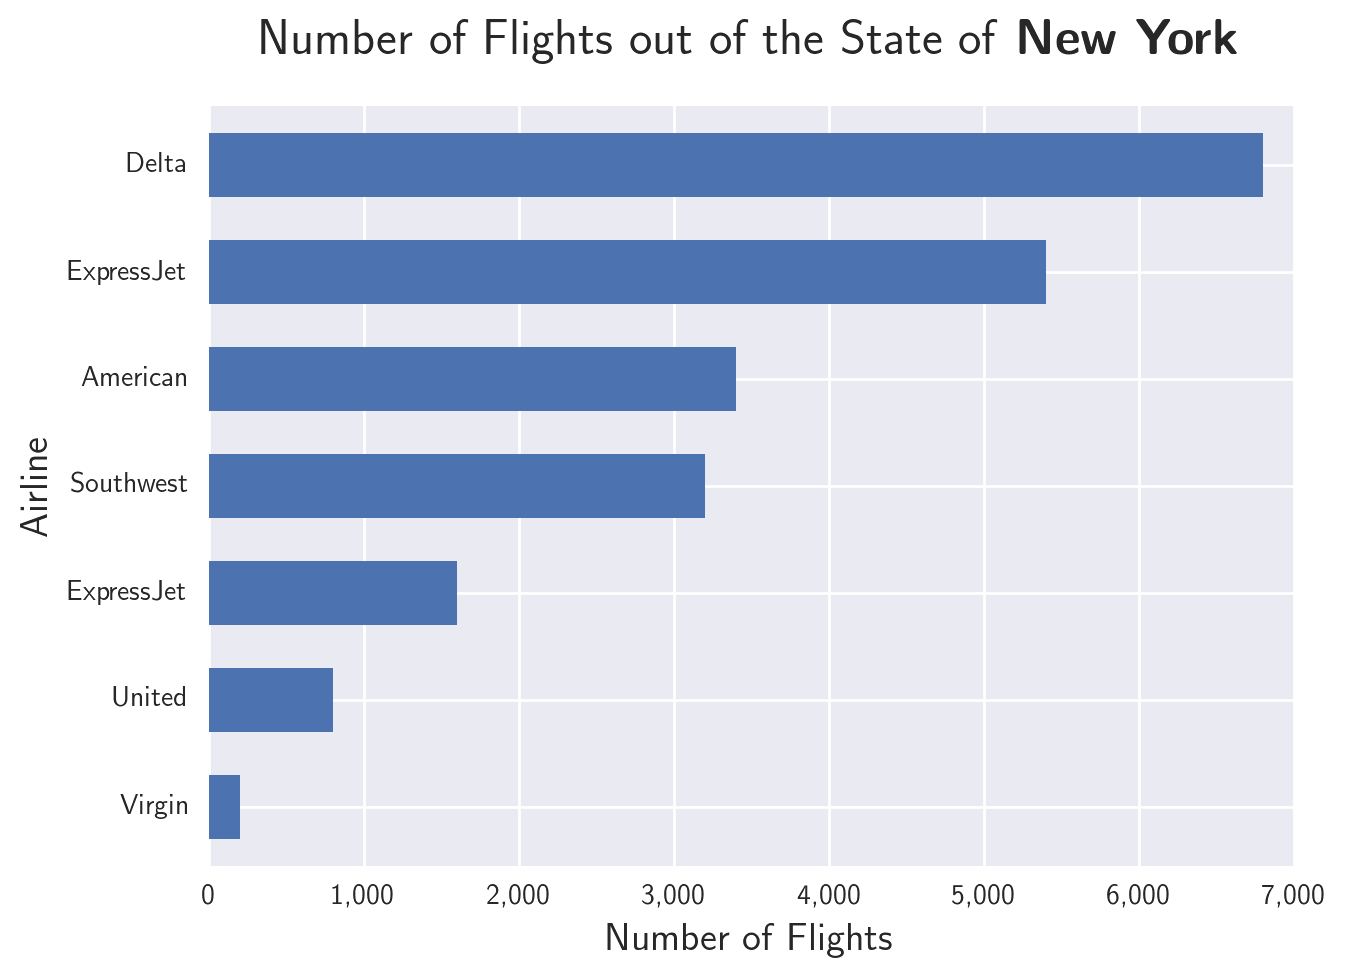 Number of Flights out of the State of New York
Delta
ExpressJet
American
Southwest
ExpressJet
United
Virgin
Airline
0 1,000 2,000 3,000 4,000 5,000 6,000 7,000
Number of Flights